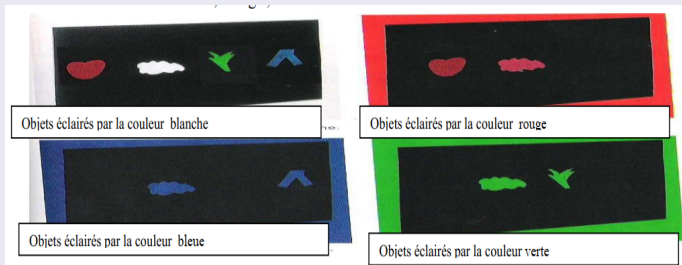 Objets éclairés par la couleur blanche
Objets éclairés par la couleur rouge
Objets éclairés par la couleur bleue
Objets éclairés par la couleur verte